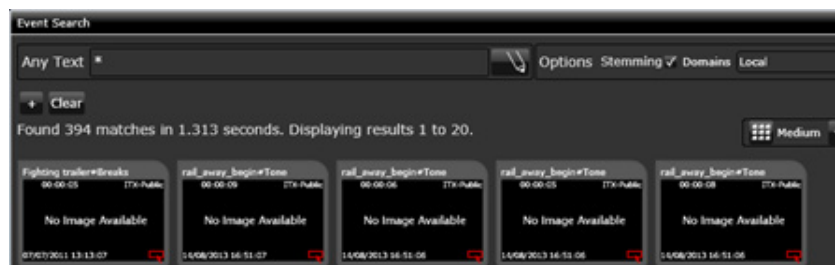 Event Search
Any Text * Options Stemming Domains Local
+ Clear
Found 394 matches in 1.313 seconds. Displaying results 1 to 20.
Medium
Fighting trailer#Breaks rail_away_begin#Tone rail_away_begin#Tone rail_away_begin#Tone rail_away_begin#Tone
00:00:05 ITX-Public 00:00:09 ITX-Public 00:00:06 ITX-Public 00:00:05 ITX-Public 00:00:08 ITX-Public
No Image Available No Image Available No Image Available No Image Available No Image Available
07/07/2011 13:13:07 14/08/2013 16:51:07 14/08/2013 16:51:06 14/08/2013 16:51:06 14/08/2013 16:51:06